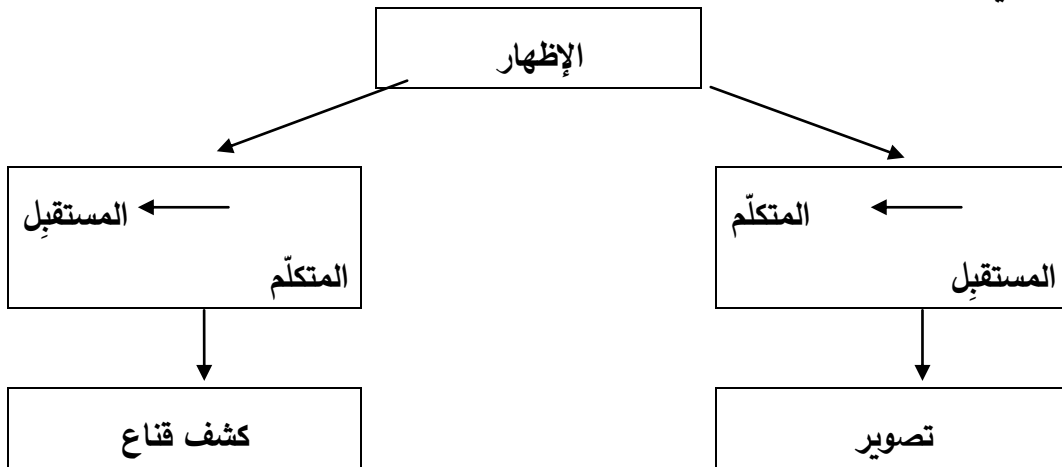 الإظهار
المتكلّم
المستقبِل
المستقبِل
المتكلّم
تصوير
كشف قناع